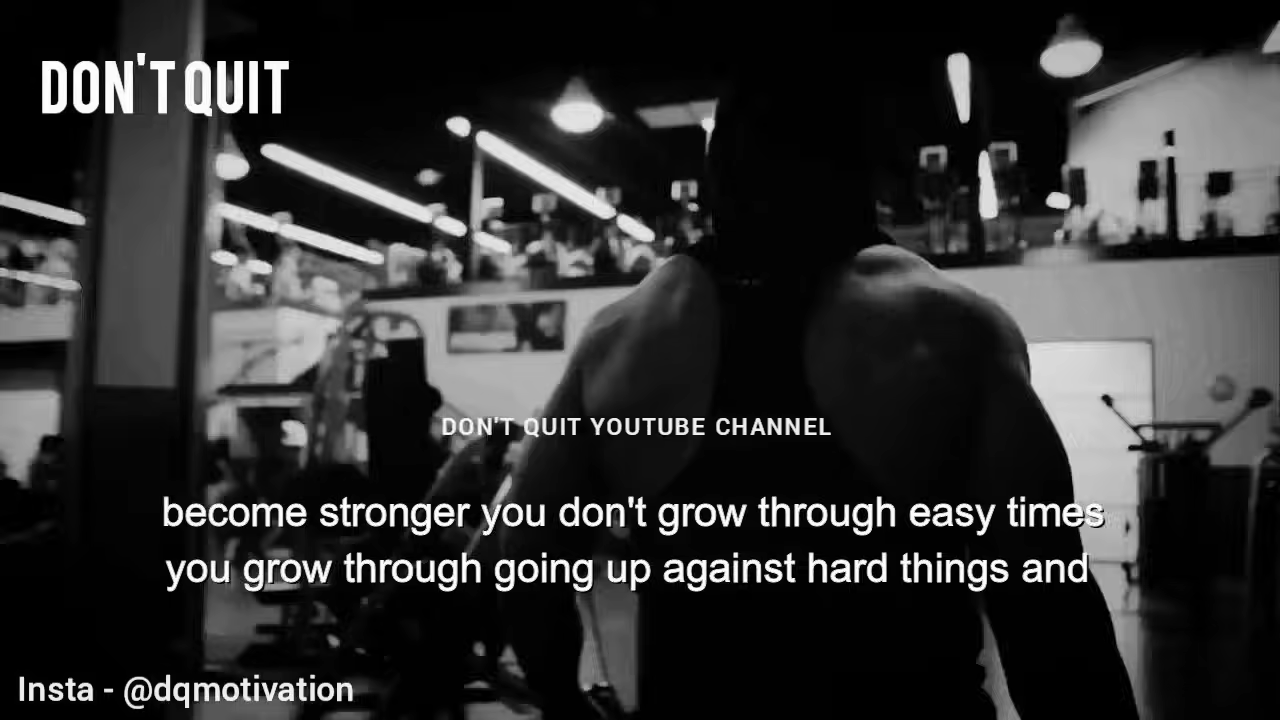 DON'T QUIT
DON'T QUIT YOUTUBE CHANNEL
become stronger you don't grow through easy times
you grow through going up against hard things and
Insta - @dqmotivation